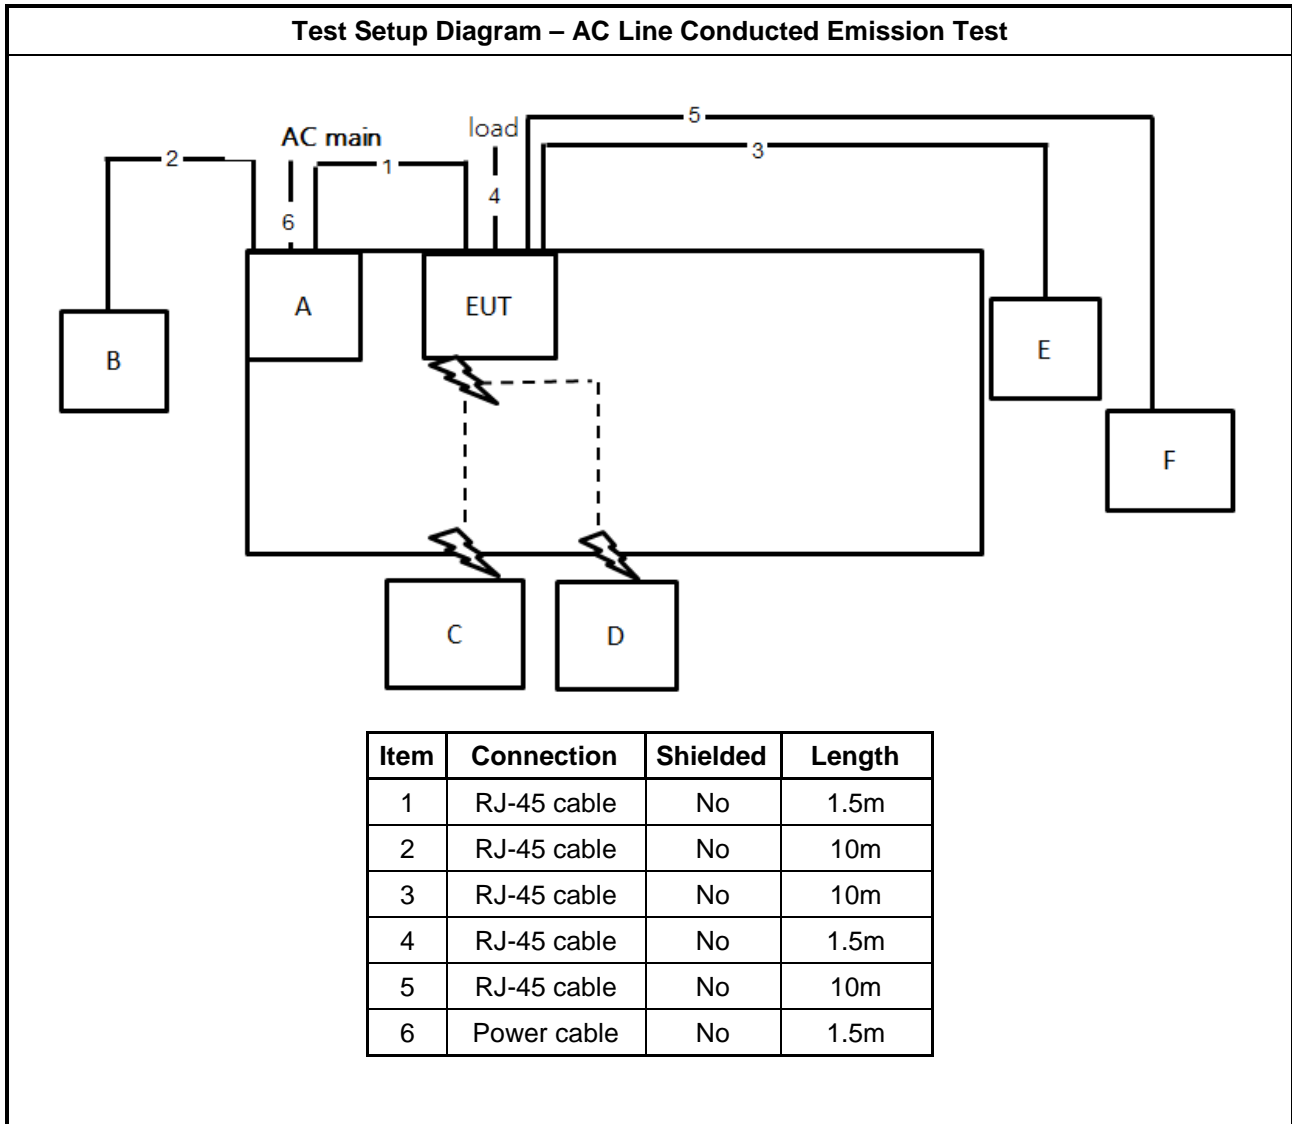 Test Setup Diagram – AC Line Conducted Emission Test
5
load
AC main
3
2
1
4
6
A
EUT
E
B
F
C
D
Item Connection Shielded Length
1 RJ-45 cable No 1.5m
2 RJ-45 cable No 10m
3 RJ-45 cable No 10m
4 RJ-45 cable No 1.5m
5 RJ-45 cable No 10m
6 Power cable No 1.5m